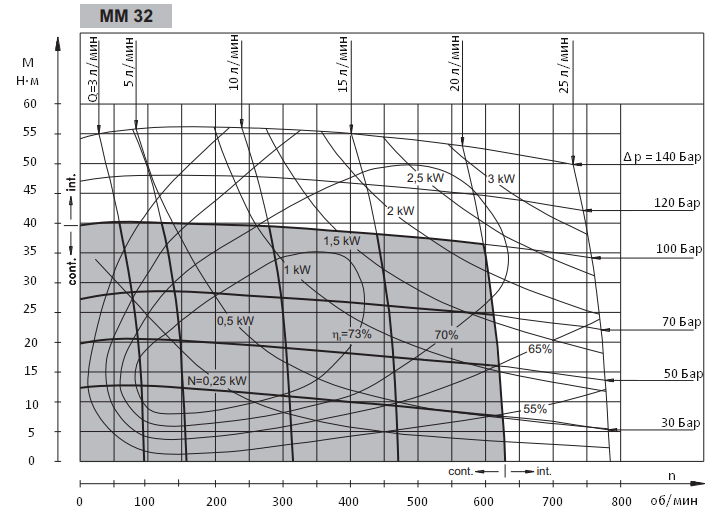 MM 32
Q=3 л/мин
5 л/мин
10 л/мин
15 л/мин
20 л/мин
25 л/мин
M
Н·м
60
55
50
45
40
35
30
25
20
15
10
5
0
int.
cont.
Δ p = 140 Бар
120 Бар
100 Бар
70 Бар
50 Бар
30 Бар
3 kW
2,5 kW
2 kW
1,5 kW
1 kW
0,5 kW
N=0,25 kW
ηt=73%
70%
65%
55%
cont.
int.
n
0 100 200 300 400 500 600 700 800 об/мин